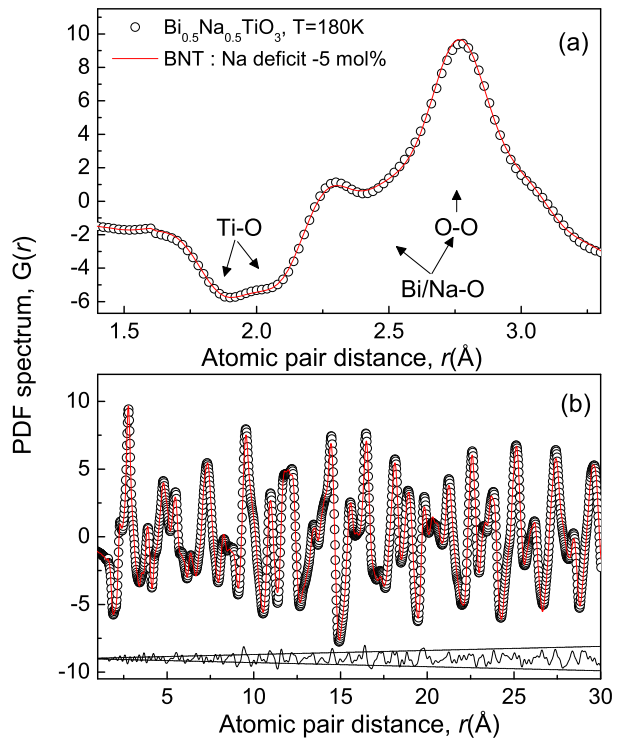 PDF spectrum, G(r)
(a)
Bi0.5Na0.5TiO3, T=180K
BNT : Na deficit -5 mol%
10
8
6
4
2
0
-2
-4
-6
Ti-O
O-O
Bi/Na-O
1.5 2.0 2.5 3.0
Atomic pair distance, r(Å)
(b)
10
5
0
-5
-10
5 10 15 20 25 30
Atomic pair distance, r(Å)